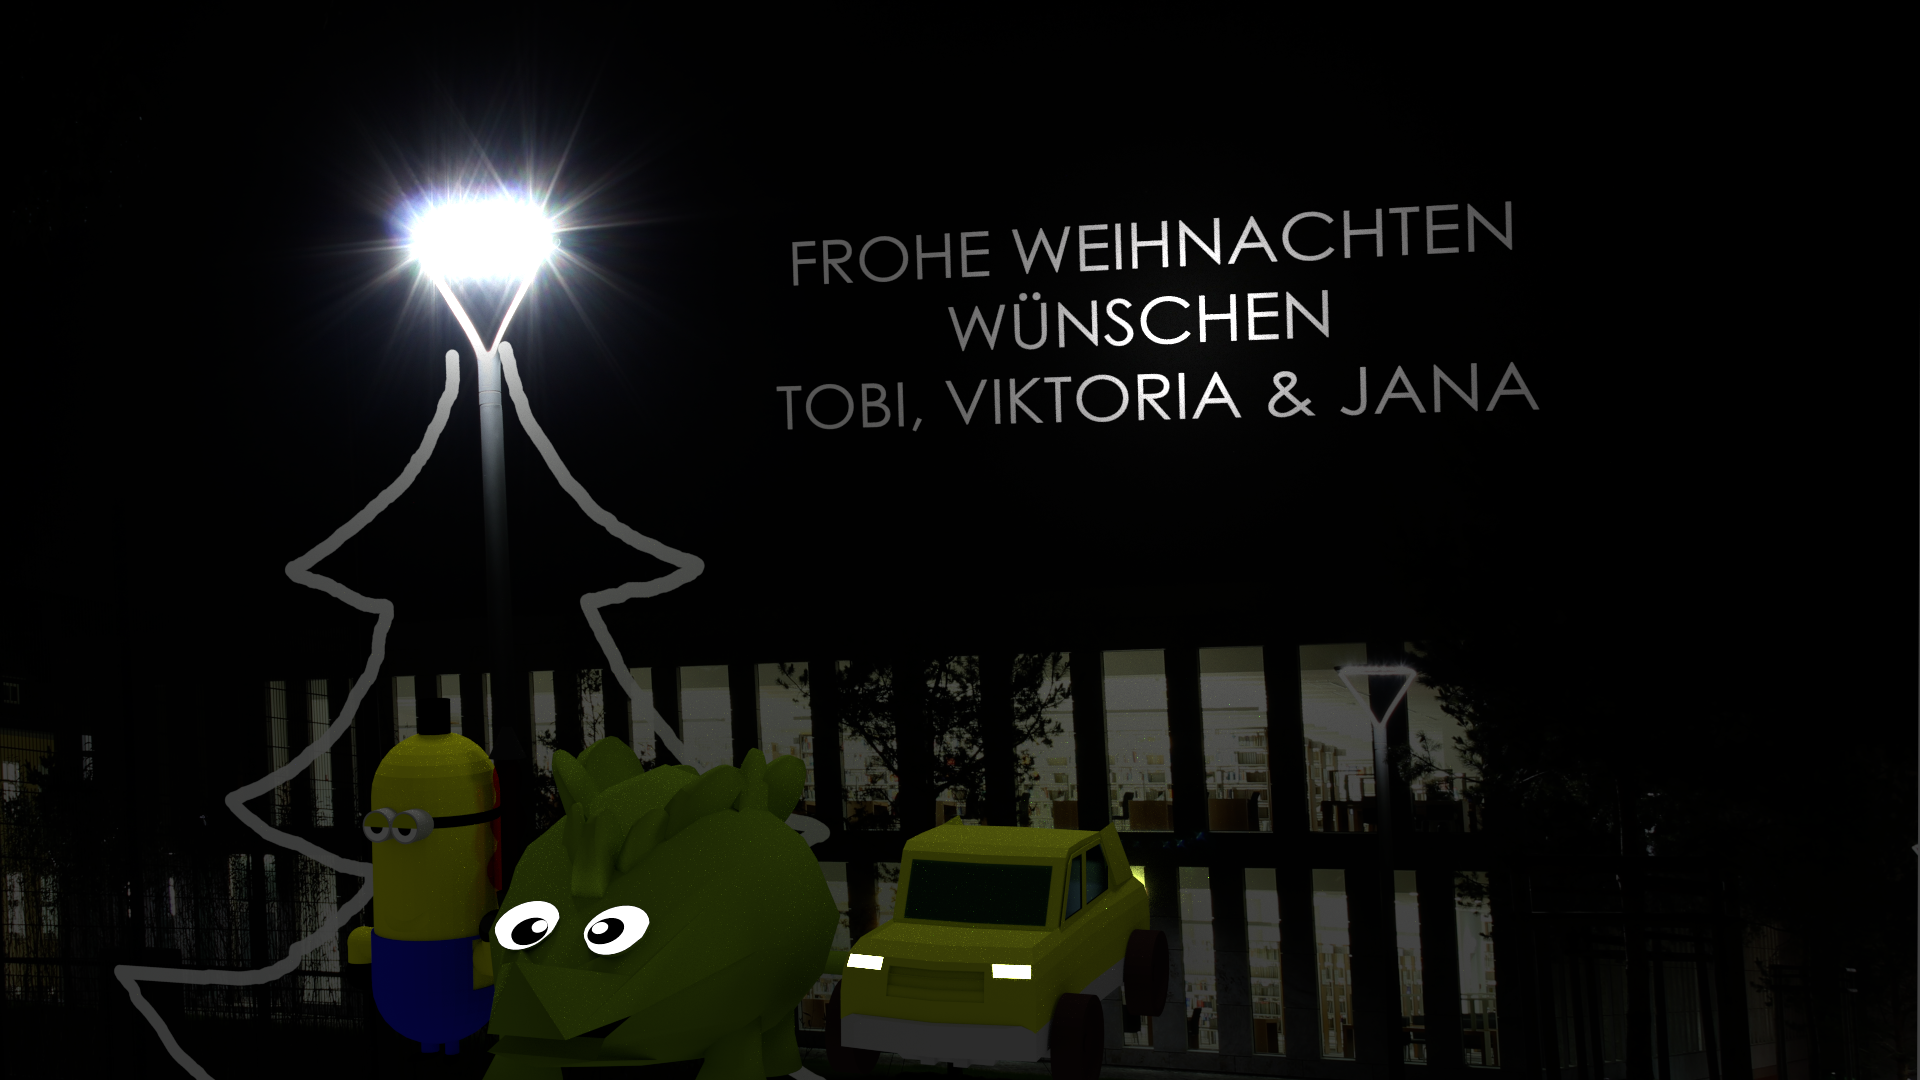 FROHE WEIHNACHTEN
WÜNSCHEN
TOBI, VIKTORIA & JANA